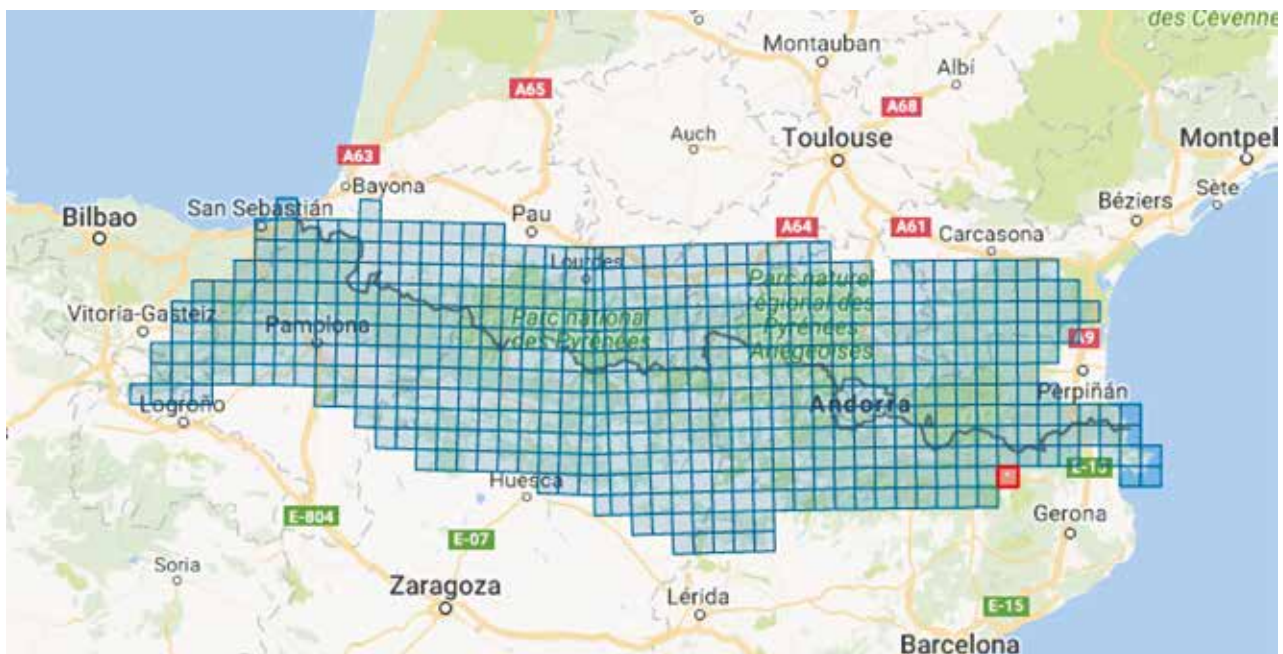 des Cévenne
Montauban
Albi
A65
A68
Auch
Toulouse
Montpel
A63
Bayona
Sète
San Sebastián
Bilbao
Pau
A64
A61
Béziers
Carcasona
Lourdes
Parc naturel
régional des
Pyrénées
Ariégeoises
Vitoria-Gasteiz
Pamplona
Parc national
des Pyrénées
A9
Perpiñán
Logroño
Andorra
E-15
Huesca
E-804
Gerona
E-07
Soria
Zaragoza
Lérida
E-15
Barcelona